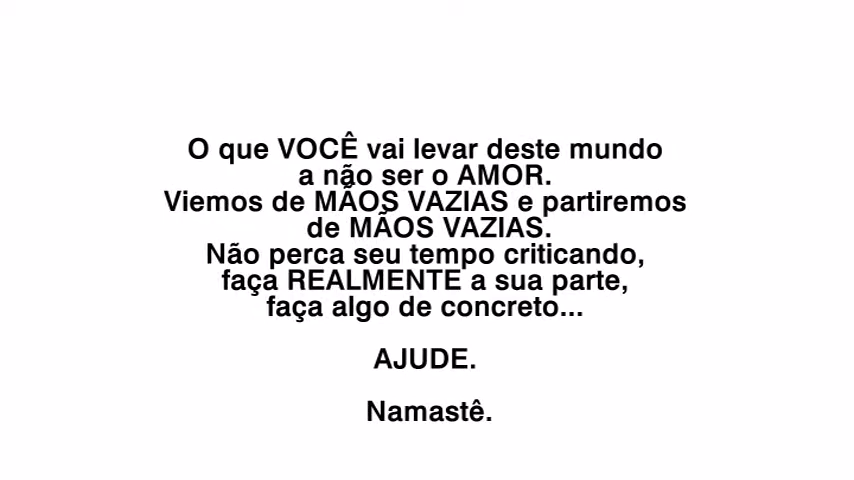 O que VOCÊ vai levar deste mundo
a não ser o AMOR.
Viemos de MÃOS VAZIAS e partiremos
de MÃOS VAZIAS.
Não perca seu tempo criticando,
faça REALMENTE a sua parte,
faça algo de concreto...
AJUDE.
Namastê.